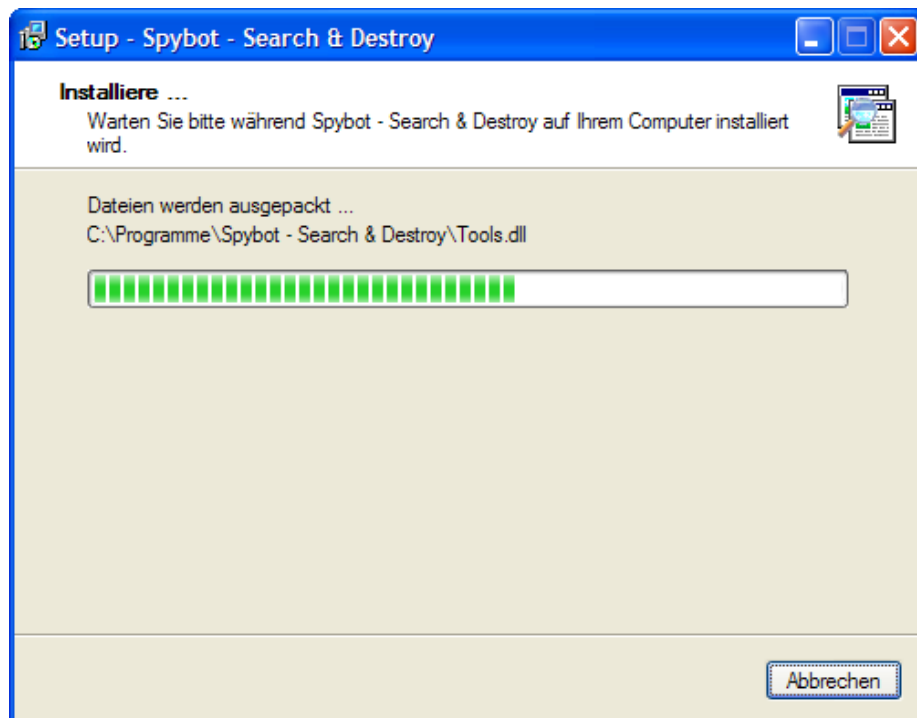 Setup - Spybot - Search & Destroy
Installiere ...
Warten Sie bitte während Spybot - Search & Destroy auf Ihrem Computer installiert
wird.
Dateien werden ausgepackt ...
C:\Programme\Spybot - Search & Destroy\Tools.dll
Abbrechen